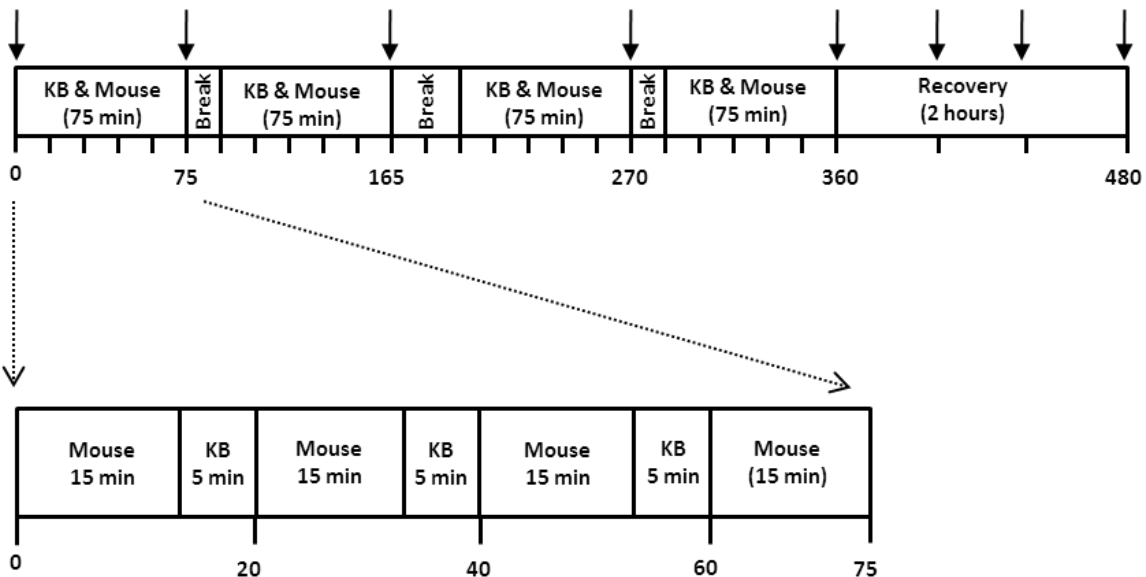 KB & Mouse
(75 min)
Break
KB & Mouse
(75 min)
Break
KB & Mouse
(75 min)
Break
KB & Mouse
(75 min)
Recovery
(2 hours)
0 75 165 270 360 480
Mouse
15 min
KB
5 min
Mouse
15 min
KB
5 min
Mouse
15 min
KB
5 min
Mouse
(15 min)
0 20 40 60 75